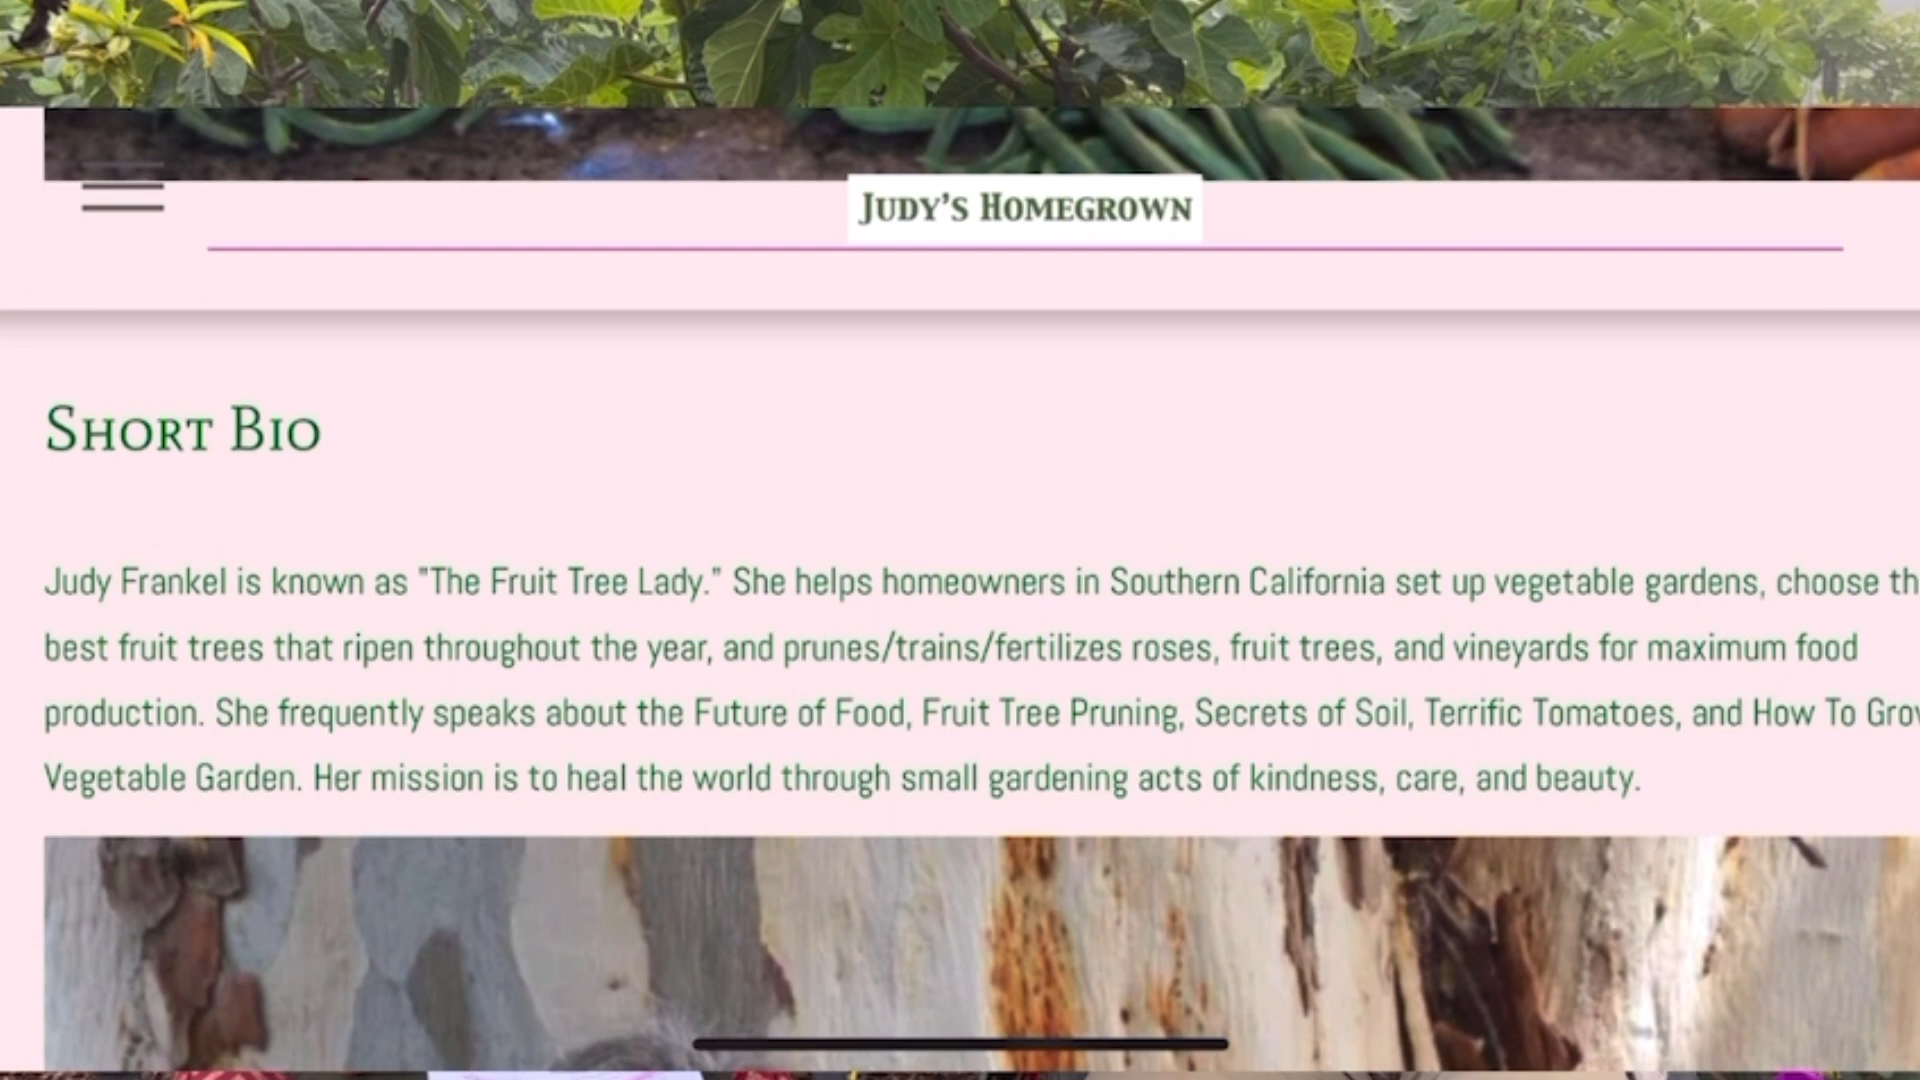 Judy's Homegrown
Short Bio
Judy Frankel is known as "The Fruit Tree Lady." She helps homeowners in Southern California set up vegetable gardens, choose
best fruit trees that ripen throughout the year, and prunes/trains/fertilizes roses, fruit trees, and vineyards for maximum food
production. She frequently speaks about the Future of Food, Fruit Tree Pruning, Secrets of Soil, Terrific Tomatoes, and How To
Vegetable Garden. Her mission is to heal the world through small gardening acts of kindness, care, and beauty.